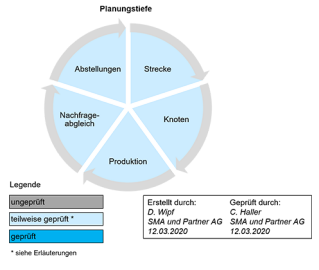 Planungstiefe
Abstellungen
Strecke
Nachfrage-
abgleich
Knoten
Produktion
Legende
ungeprüft
teilweise geprüft *
geprüft
* siehe Erläuterungen
Erstellt durch:
D. Wipf
SMA und Partner AG
12.03.2020
Geprüft durch:
C. Haller
SMA und Partner AG
12.03.2020